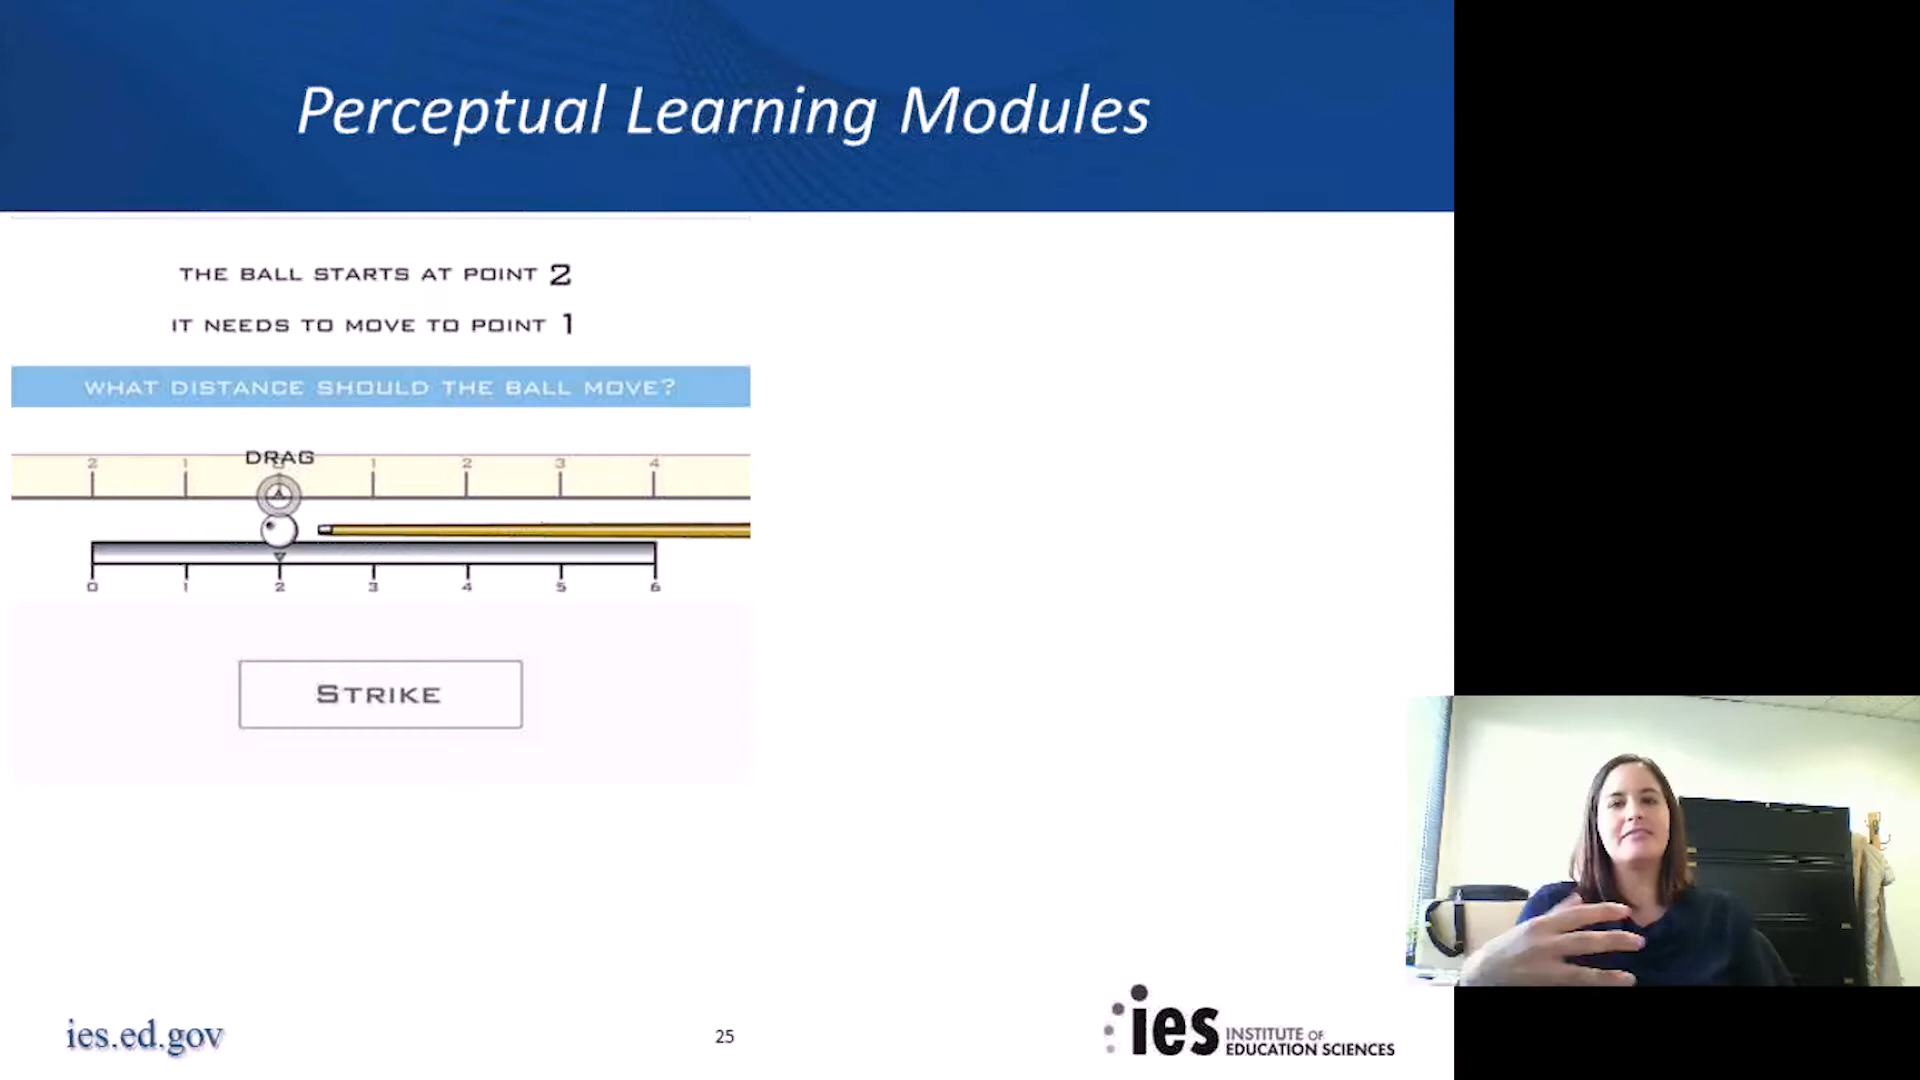 Perceptual Learning Modules
THE BALL STARTS AT POINT 2
IT NEEDS TO MOVE TO POINT 1
WHAT DISTANCE SHOULD THE BALL MOVE?
DRAG
2 1 1 2 3 4
0 1 2 3 4 5 6
STRIKE
ies.ed.gov
25
ies INSTITUTE OF
EDUCATION SCIENCES